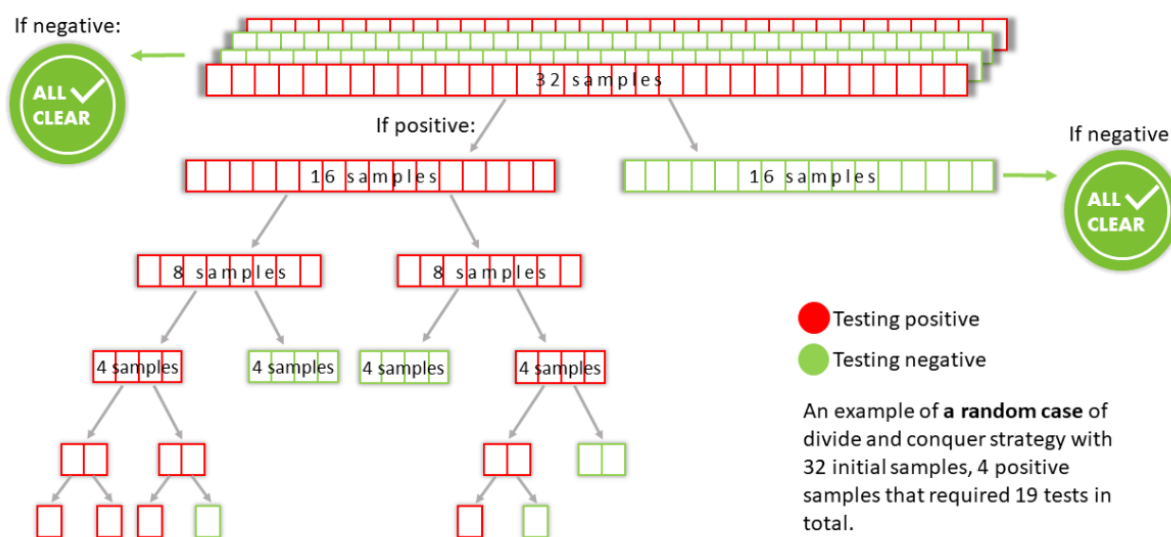 If negative:
ALL
CLEAR
32 samples
If positive:
If negative
16 samples
16 samples
ALL
CLEAR
8 samples
8 samples
Testing positive
Testing negative
4 samples
4 samples
4 samples
4 samples
An example of a random case of
divide and conquer strategy with
32 initial samples, 4 positive
samples that required 19 tests in
total.